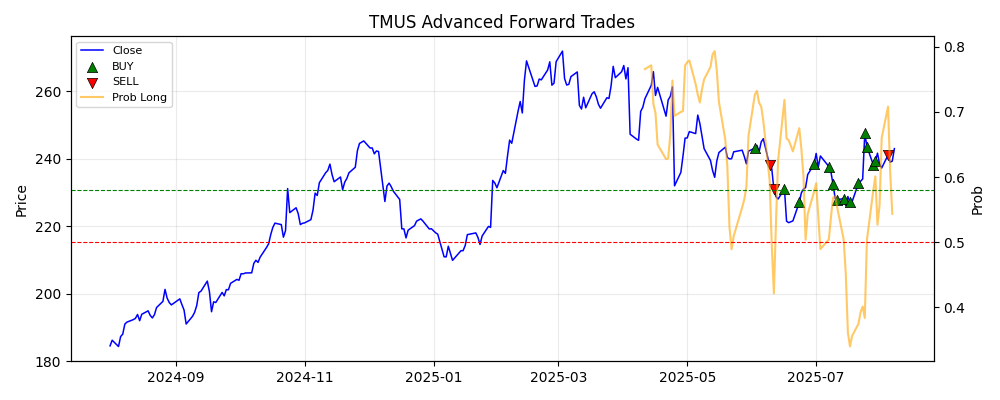 TMUS Advanced Forward Trades
Close
BUY
SELL
Prob Long
Price
260
240
220
200
180
0.8
0.7
0.6
0.5
0.4
Prob
2024-09
2024-11
2025-01
2025-03
2025-05
2025-07